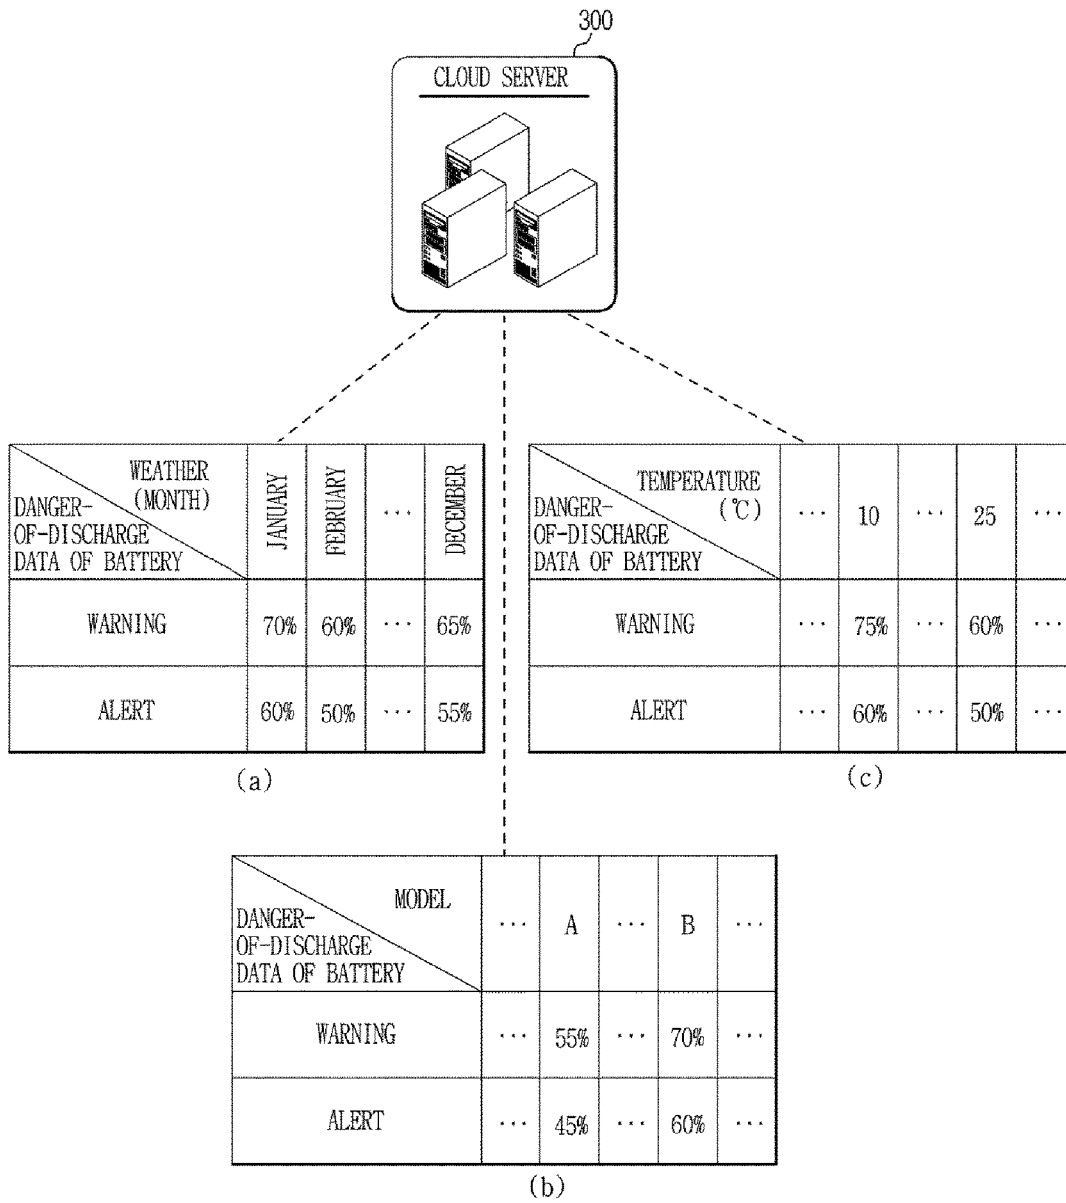 300
CLOUD SERVER
WEATHER
(MONTH)
DANGER-
OF-DISCHARGE
DATA OF BATTERY
JANUARY
FEBRUARY
...
DECEMBER
WARNING 70% 60% ... 65%
ALERT 60% 50% ... 55%
(a)
TEMPERATURE
(℃)
DANGER-
OF-DISCHARGE
DATA OF BATTERY
... 10 ... 25 ...
WARNING ... 75% ... 60% ...
ALERT ... 60% ... 50% ...
(c)
MODEL
DANGER-
OF-DISCHARGE
DATA OF BATTERY
... A ... B ...
WARNING ... 55% ... 70% ...
ALERT ... 45% ... 60% ...
(b)